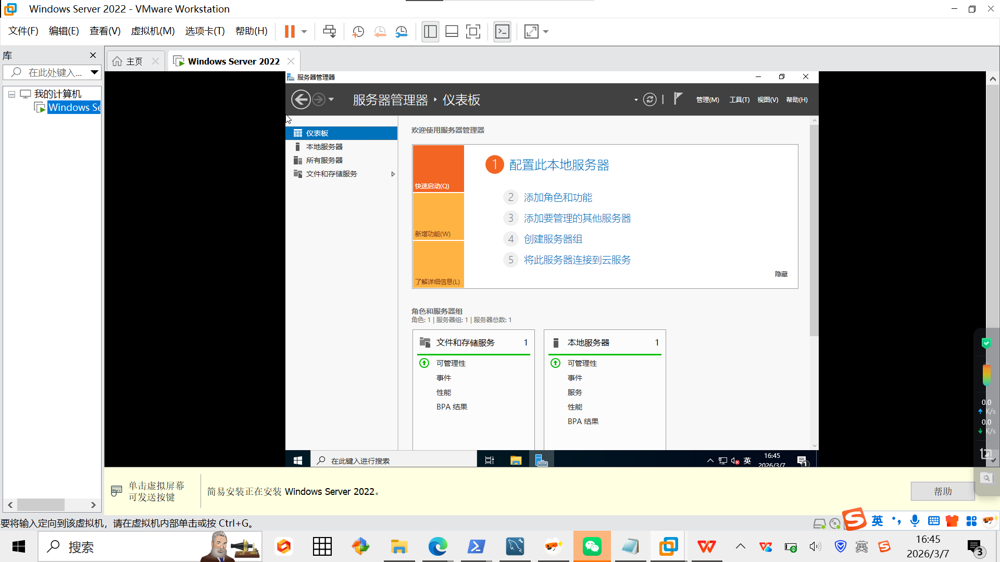 Windows Server 2022 - VMware Workstation
文件(F) 编辑(E) 查看(V) 虚拟机(M) 选项卡(T) 帮助(H)
库
在此处键入...
我的计算机
Windows Se
主页
Windows Server 2022
服务器管理器
服务器管理器 · 仪表板
管理(M) 工具(T) 视图(V) 帮助(H)
仪表板
本地服务器
所有服务器
文件和存储服务
欢迎使用服务器管理器
快速启动(Q)
新增功能(W)
了解详细信息(L)
1 配置此本地服务器
2 添加角色和功能
3 添加要管理的其他服务器
4 创建服务器组
5 将此服务器连接到云服务
隐藏
角色和服务器组
角色: 1 | 服务器组: 1 | 服务器总数: 1
文件和存储服务 1
可管理性
事件
性能
BPA 结果
本地服务器 1
可管理性
事件
服务
性能
BPA 结果
在此键入进行搜索
英
16:45
2026/3/7
1
0.0
K/s
0.0
K/s
单击虚拟屏幕
可发送按键
简易安装正在安装 Windows Server 2022。
帮助
要将输入定向到该虚拟机，请在虚拟机内部单击或按 Ctrl+G。
英
搜索
英
16:45
2026/3/7
3